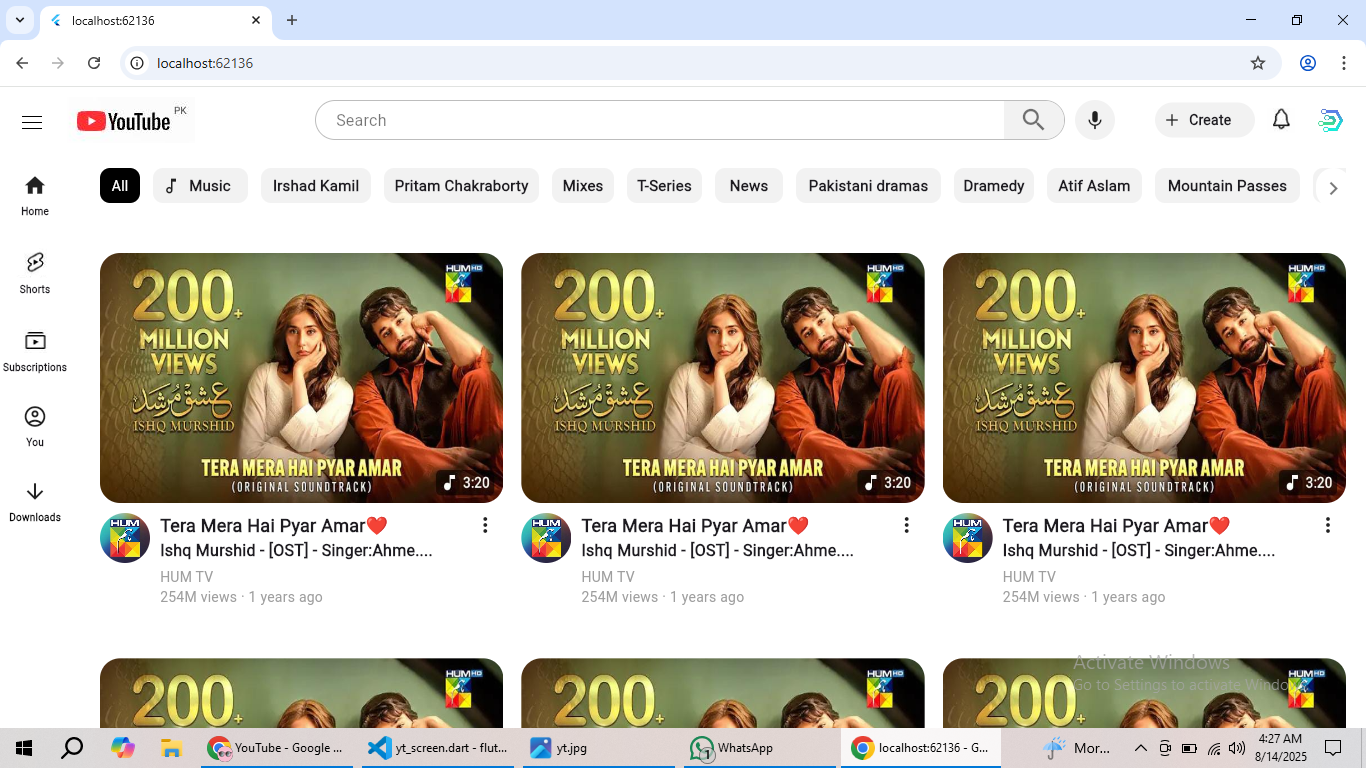 localhost:62136
localhost:62136
YouTube PK
Search
Create
All
Music
Irshad Kamil
Pritam Chakraborty
Mixes
T-Series
News
Pakistani dramas
Dramedy
Atif Aslam
Mountain Passes
Home
Shorts
Subscriptions
You
Downloads
200+
MILLION
VIEWS
عشق مُرشد
ISHQ MURSHID
HUM HD
TERA MERA HAI PYAR AMAR
(ORIGINAL SOUNDTRACK)
3:20
HUM
Tera Mera Hai Pyar Amar❤️
Ishq Murshid - [OST] - Singer:Ahme....
HUM TV
254M views · 1 years ago
200+
MILLION
VIEWS
عشق مُرشد
ISHQ MURSHID
HUM HD
TERA MERA HAI PYAR AMAR
(ORIGINAL SOUNDTRACK)
3:20
HUM
Tera Mera Hai Pyar Amar❤️
Ishq Murshid - [OST] - Singer:Ahme....
HUM TV
254M views · 1 years ago
200+
MILLION
VIEWS
عشق مُرشد
ISHQ MURSHID
HUM HD
TERA MERA HAI PYAR AMAR
(ORIGINAL SOUNDTRACK)
3:20
HUM
Tera Mera Hai Pyar Amar❤️
Ishq Murshid - [OST] - Singer:Ahme....
HUM TV
254M views · 1 years ago
200+
HUM HD
200+
HUM HD
200+
HUM HD
Activate Windows
Go to Settings to activate Windo
YouTube - Google ...
yt_screen.dart - flut...
yt.jpg
1
WhatsApp
localhost:62136 - G...
Mor...
4:27 AM
8/14/2025